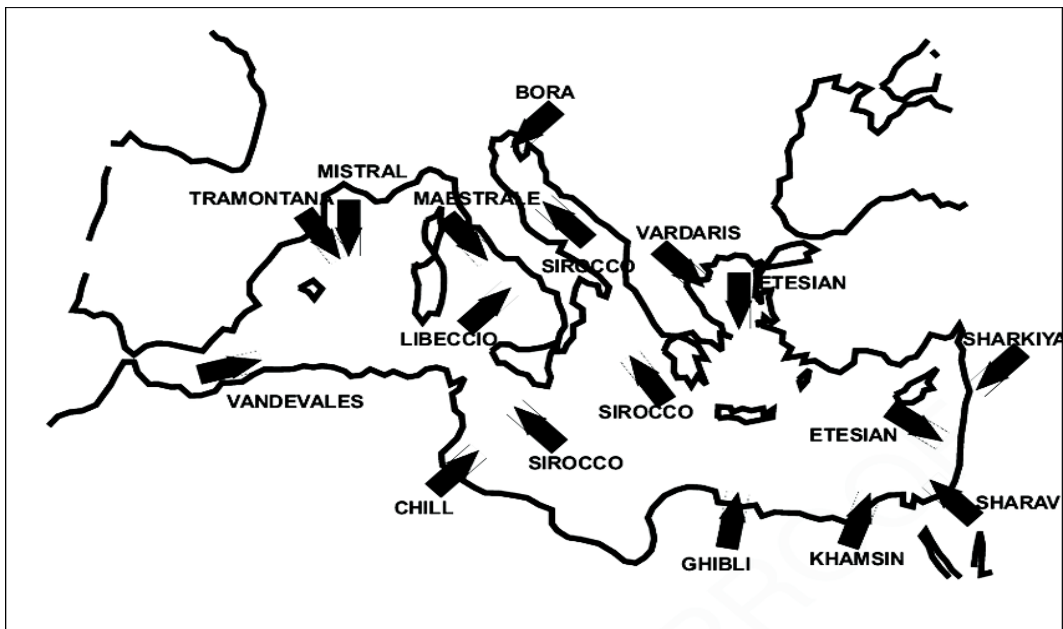 BORA
MISTRAL
TRAMONTANA
MAESTRALE
VARDARIS
SIROCCO
ETESIAN
LIBECCIO
SHARKIYA
VANDEVALES
SIROCCO
ETESIAN
SIROCCO
CHILL
SHARAV
GHIBLI
KHAMSIN